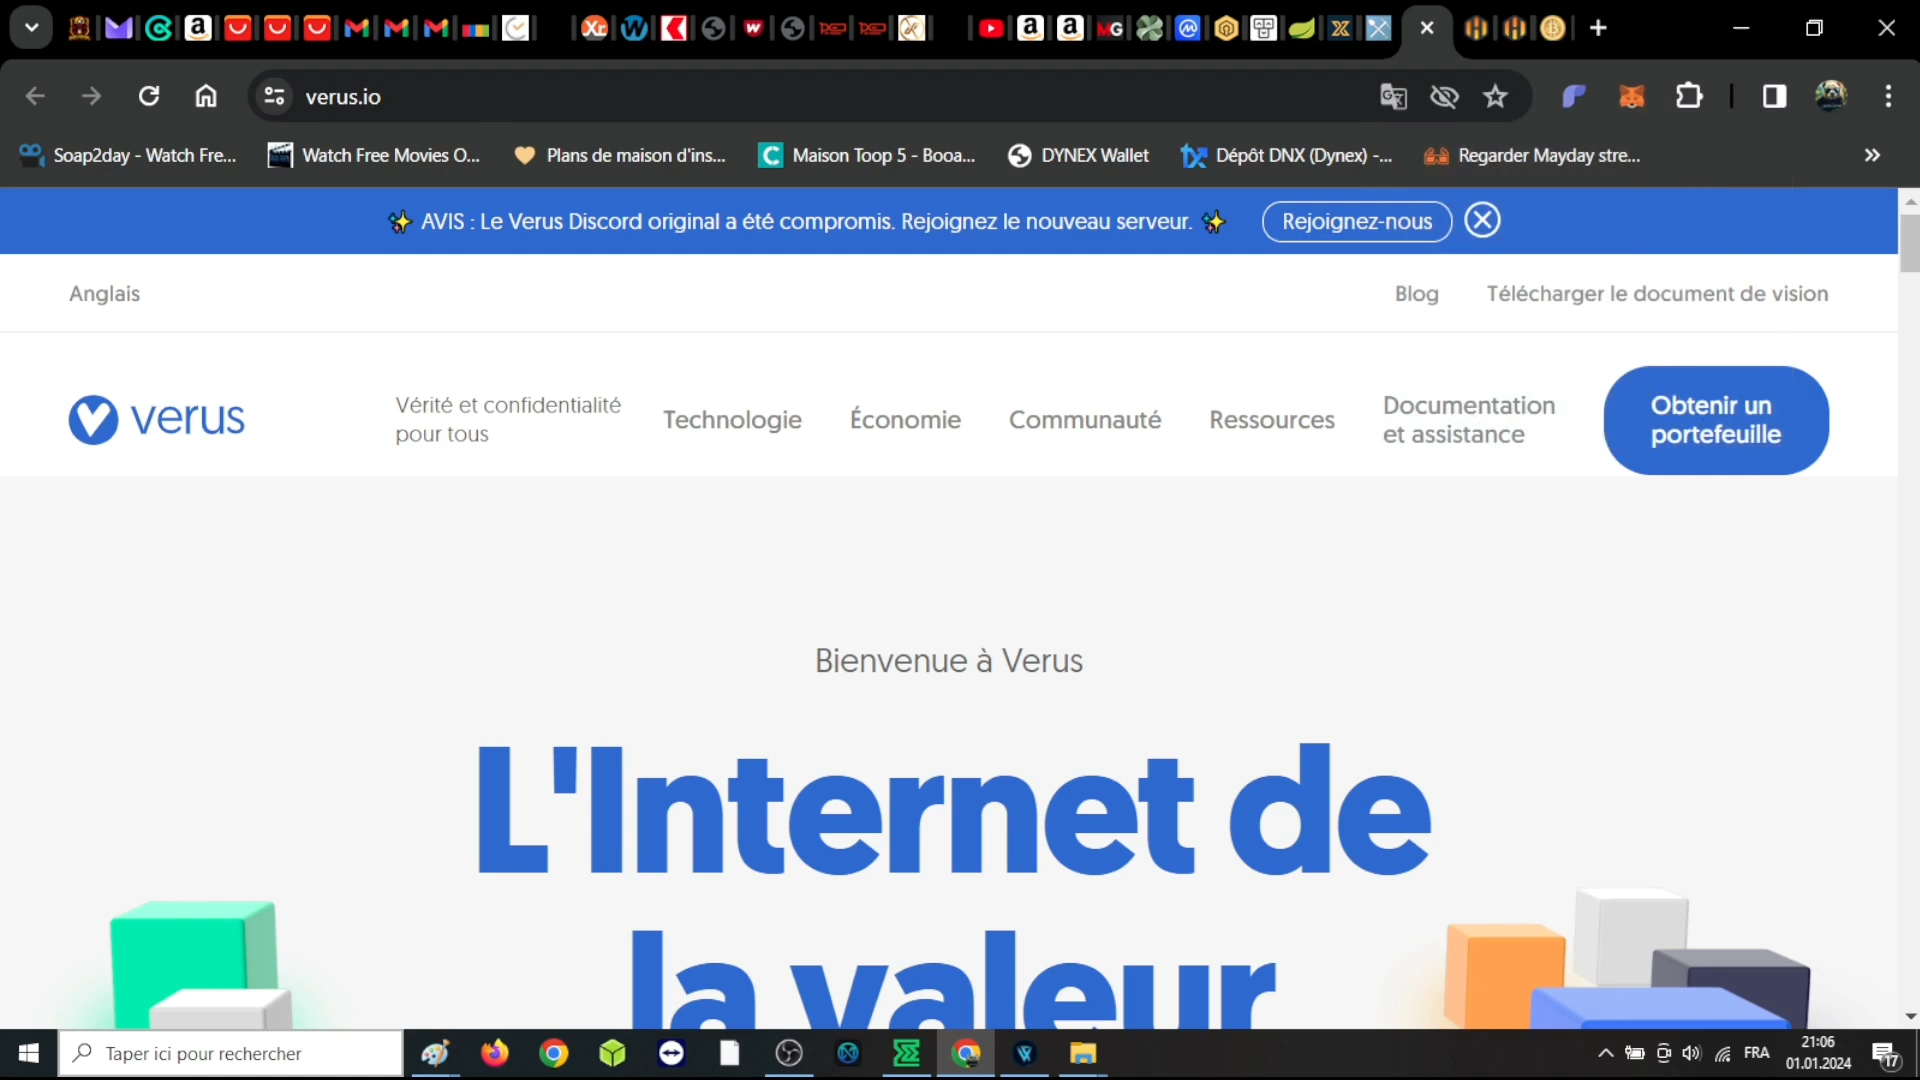 verus.io
Soap2day - Watch Fre...
Watch Free Movies O...
Plans de maison d'ins...
Maison Toop 5 - Booa...
DYNEX Wallet
Dépôt DNX (Dynex) -...
Regarder Mayday stre...
✨ AVIS : Le Verus Discord original a été compromis. Rejoignez le nouveau serveur. ✨
Rejoignez-nous
Anglais
Blog
Télécharger le document de vision
verus
Vérité et confidentialité
pour tous
Technologie
Économie
Communauté
Ressources
Documentation
et assistance
Obtenir un
portefeuille
Bienvenue à Verus
L'Internet de
la valeur
Taper ici pour rechercher
FRA
21:06
01.01.2024
17